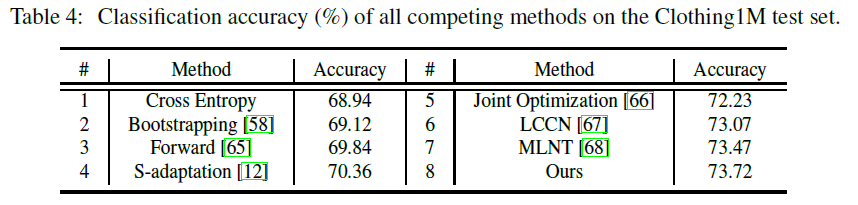 Table 4: Classification accuracy (%) of all competing methods on the Clothing1M test set.
# Method Accuracy # Method Accuracy
1 Cross Entropy 68.94 5 Joint Optimization [66] 72.23
2 Bootstrapping [58] 69.12 6 LCCN [67] 73.07
3 Forward [65] 69.84 7 MLNT [68] 73.47
4 S-adaptation [12] 70.36 8 Ours 73.72